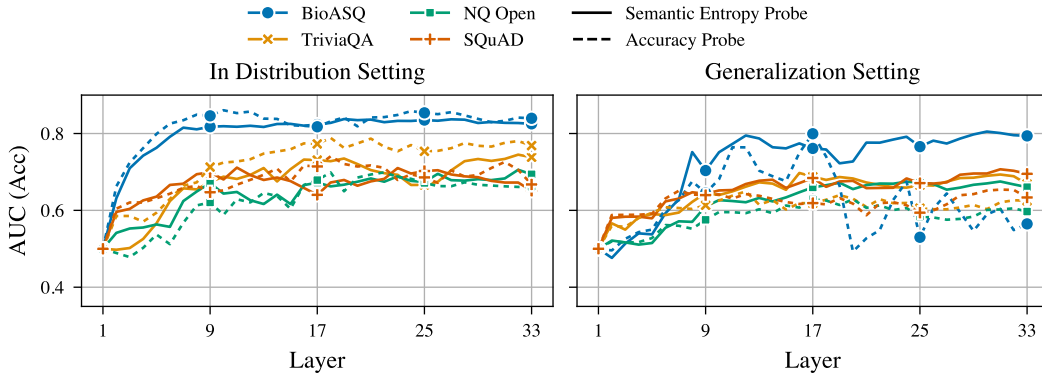 BioASQ NQ Open Semantic Entropy Probe
TriviaQA SQuAD Accuracy Probe
In Distribution Setting Generalization Setting
AUC (Acc)
0.8
0.6
0.4
1 9 17 25 33 1 9 17 25 33
Layer Layer